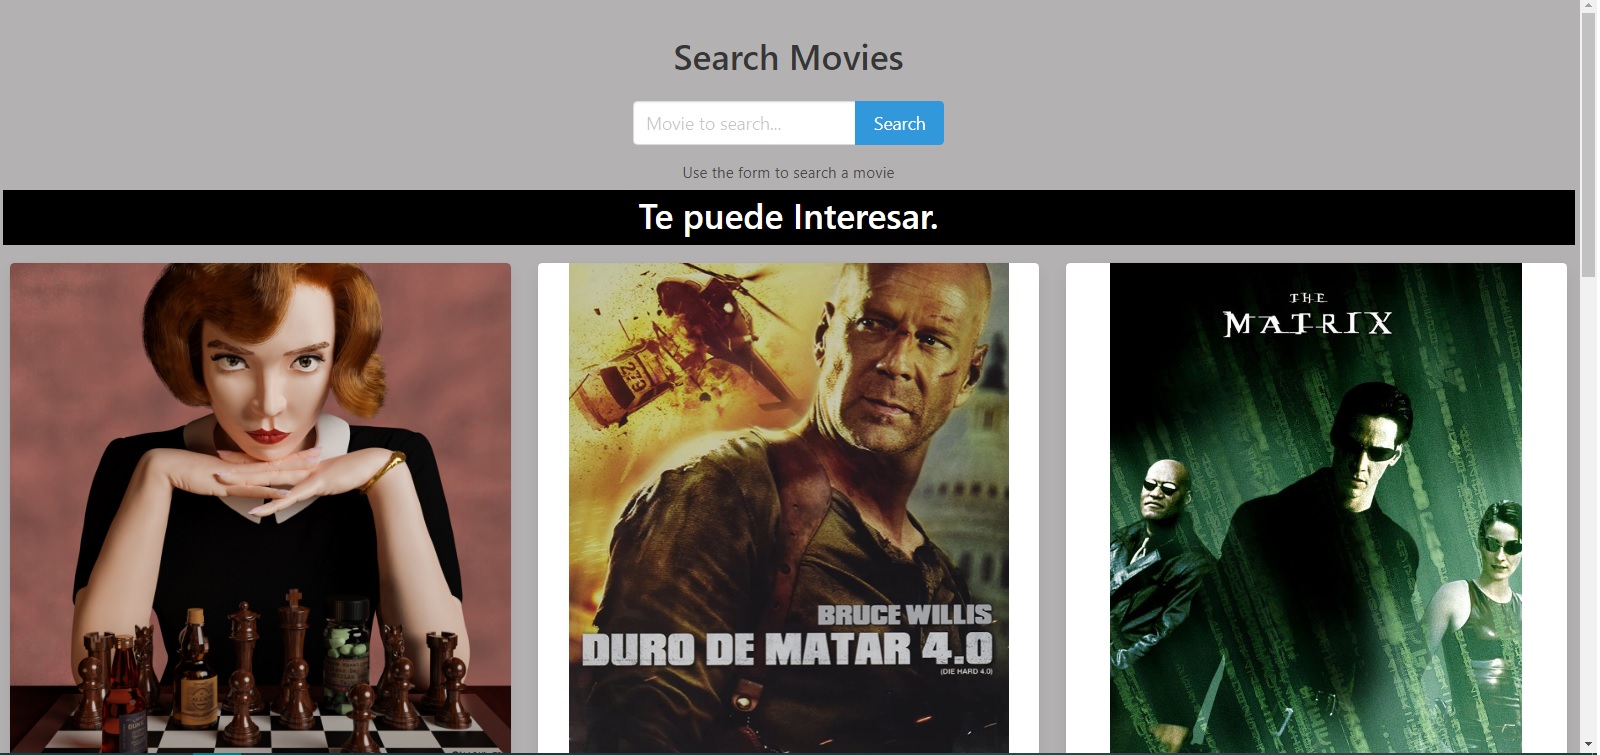 Search Movies
Movie to search...
Search
Use the form to search a movie
Te puede Interesar.
279
BRUCE WILLIS
DURO DE MATAR 4.0
(DIE HARD 4.0)
THE
MATRIX